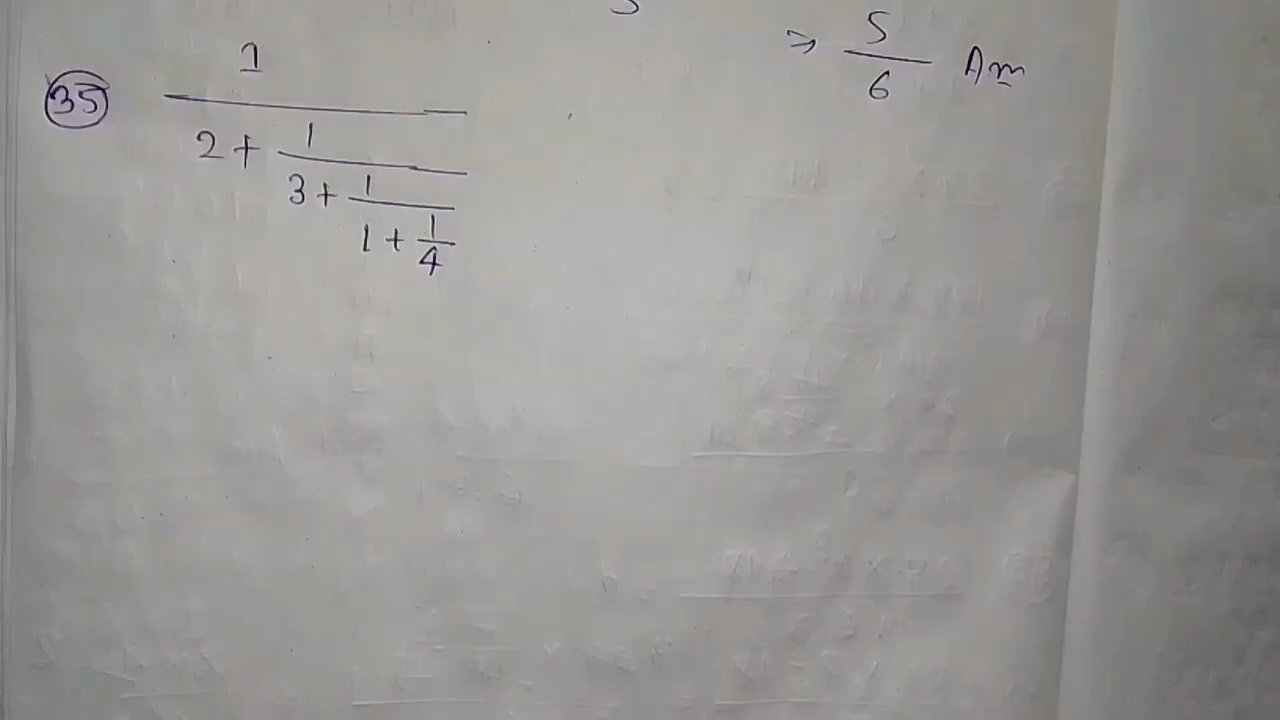 ⇒ 5/6 Am
35 1
2 + 1
3 + 1
1 + 1/4